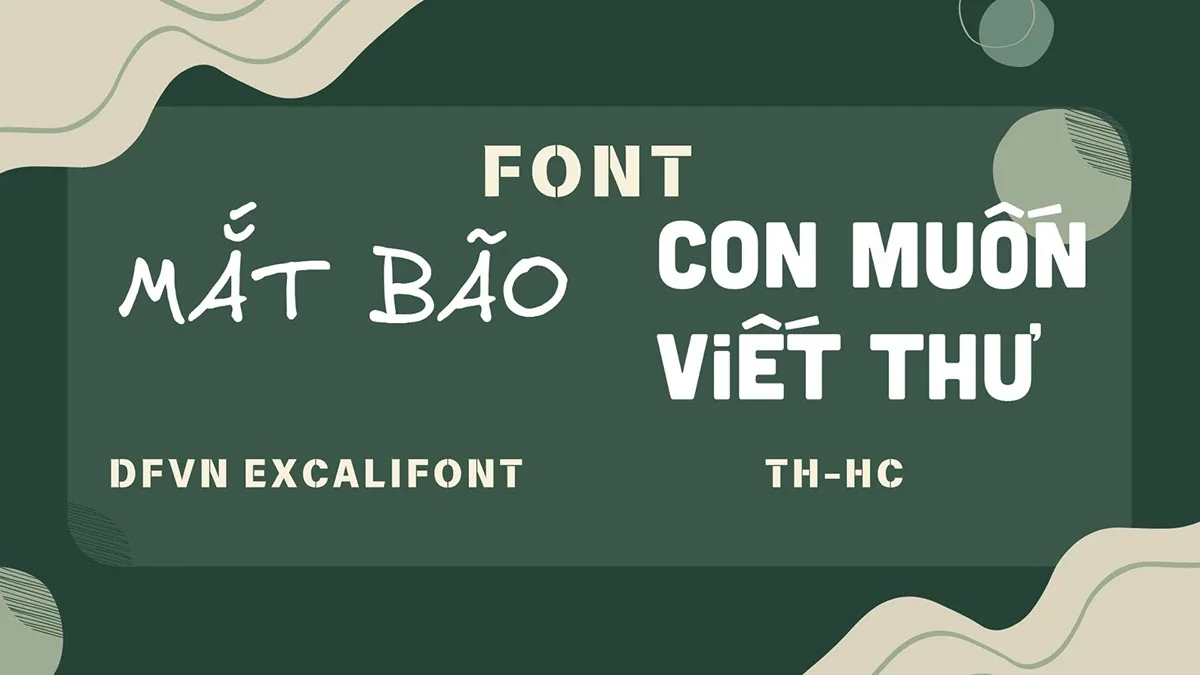 FONT
MẮT BÃO
CON MUỐN
VIẾT THƯ
DFVN EXCALIFONT
TH-HC